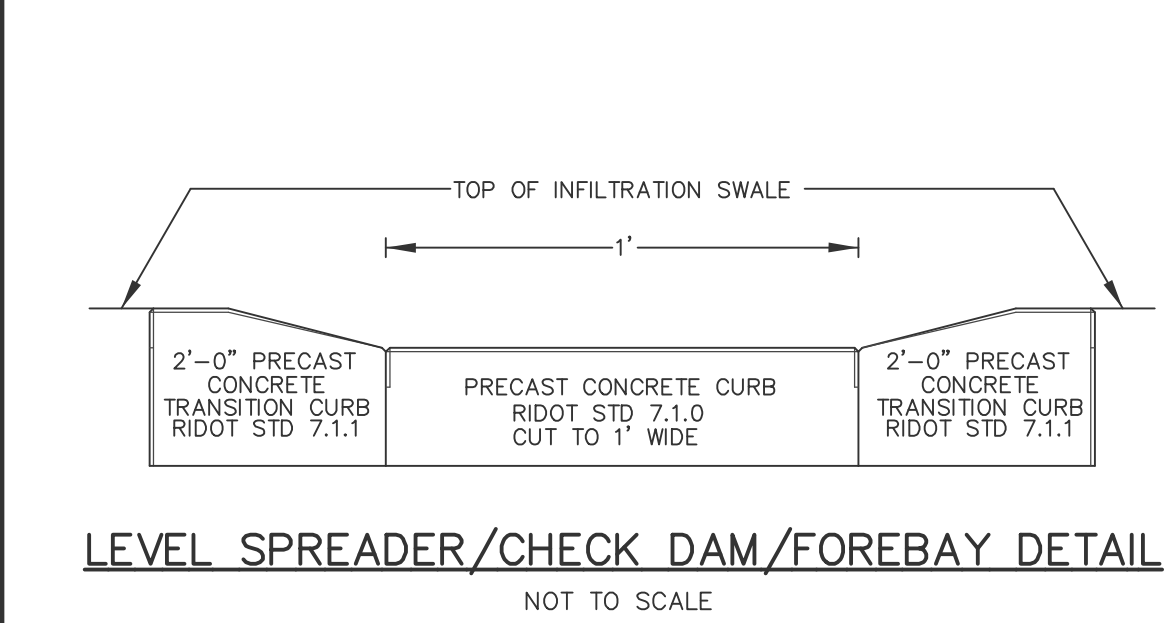 TOP OF INFILTRATION SWALE
1'
2'-0" PRECAST
CONCRETE
TRANSITION CURB
RIDOT STD 7.1.1
PRECAST CONCRETE CURB
RIDOT STD 7.1.0
CUT TO 1' WIDE
2'-0" PRECAST
CONCRETE
TRANSITION CURB
RIDOT STD 7.1.1
LEVEL SPREADER/CHECK DAM/FOREBAY DETAIL
NOT TO SCALE